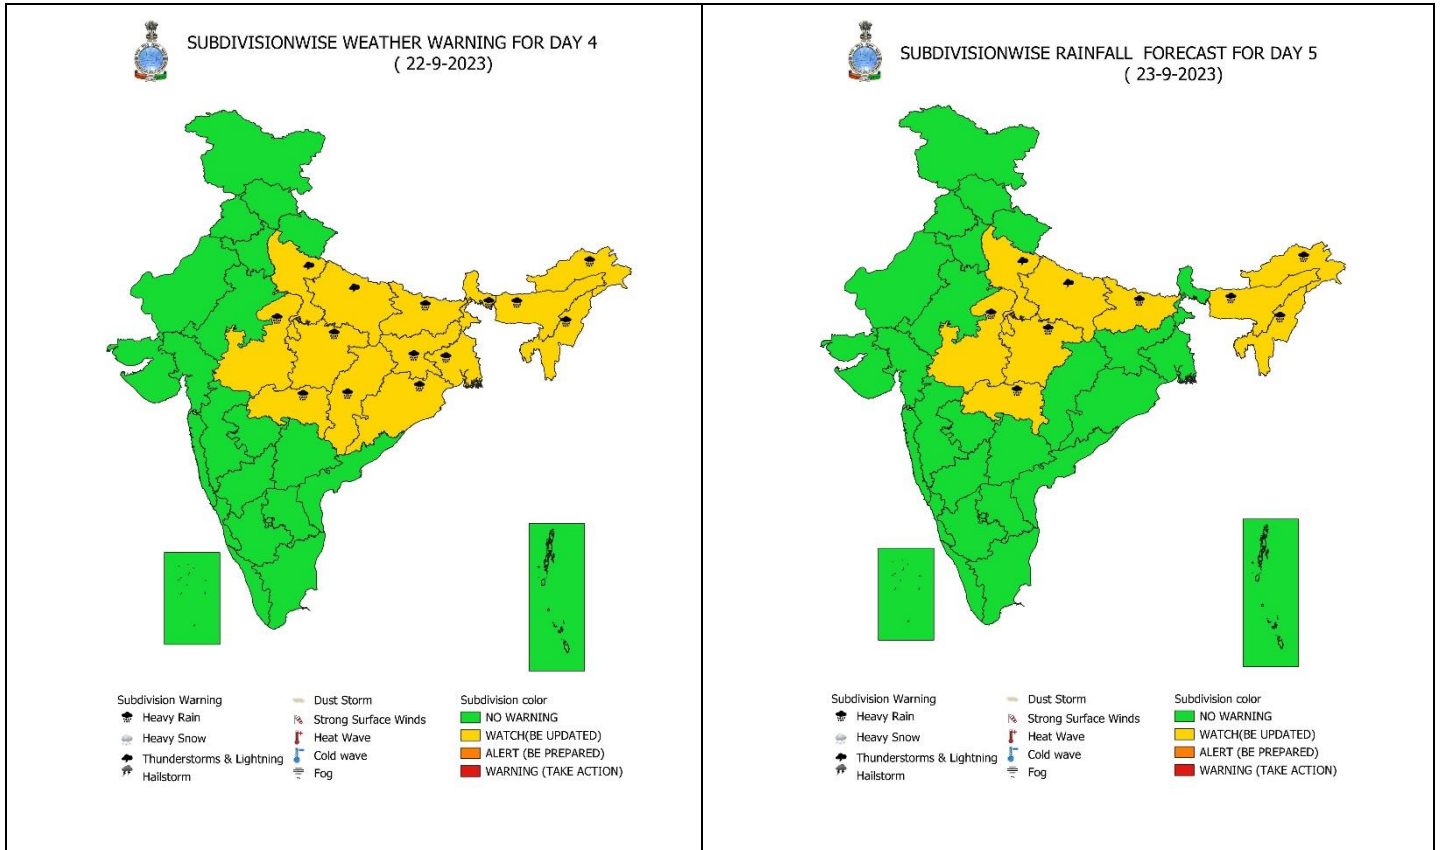 SUBDIVISIONWISE WEATHER WARNING FOR DAY 4
( 22-9-2023)
Subdivision Warning
Heavy Rain
Heavy Snow
Thunderstorms & Lightning
Hailstorm
Dust Storm
Strong Surface Winds
Heat Wave
Cold wave
Fog
Subdivision color
NO WARNING
WATCH(BE UPDATED)
ALERT (BE PREPARED)
WARNING (TAKE ACTION)
SUBDIVISIONWISE RAINFALL FORECAST FOR DAY 5
( 23-9-2023)
Subdivision Warning
Heavy Rain
Heavy Snow
Thunderstorms & Lightning
Hailstorm
Dust Storm
Strong Surface Winds
Heat Wave
Cold wave
Fog
Subdivision color
NO WARNING
WATCH(BE UPDATED)
ALERT (BE PREPARED)
WARNING (TAKE ACTION)